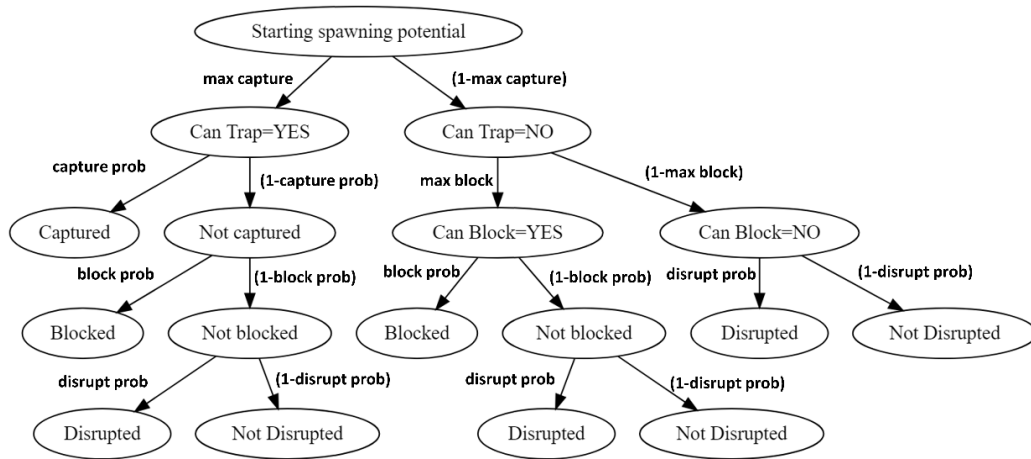 Starting spawning potential
max capture
(1-max capture)
Can Trap=YES
Can Trap=NO
capture prob
(1-capture prob)
max block
(1-max block)
Captured
Not captured
Can Block=YES
Can Block=NO
block prob
(1-block prob)
block prob
(1-block prob)
disrupt prob
(1-disrupt prob)
Blocked
Not blocked
Blocked
Not blocked
Disrupted
Not Disrupted
disrupt prob
(1-disrupt prob)
disrupt prob
(1-disrupt prob)
Disrupted
Not Disrupted
Disrupted
Not Disrupted